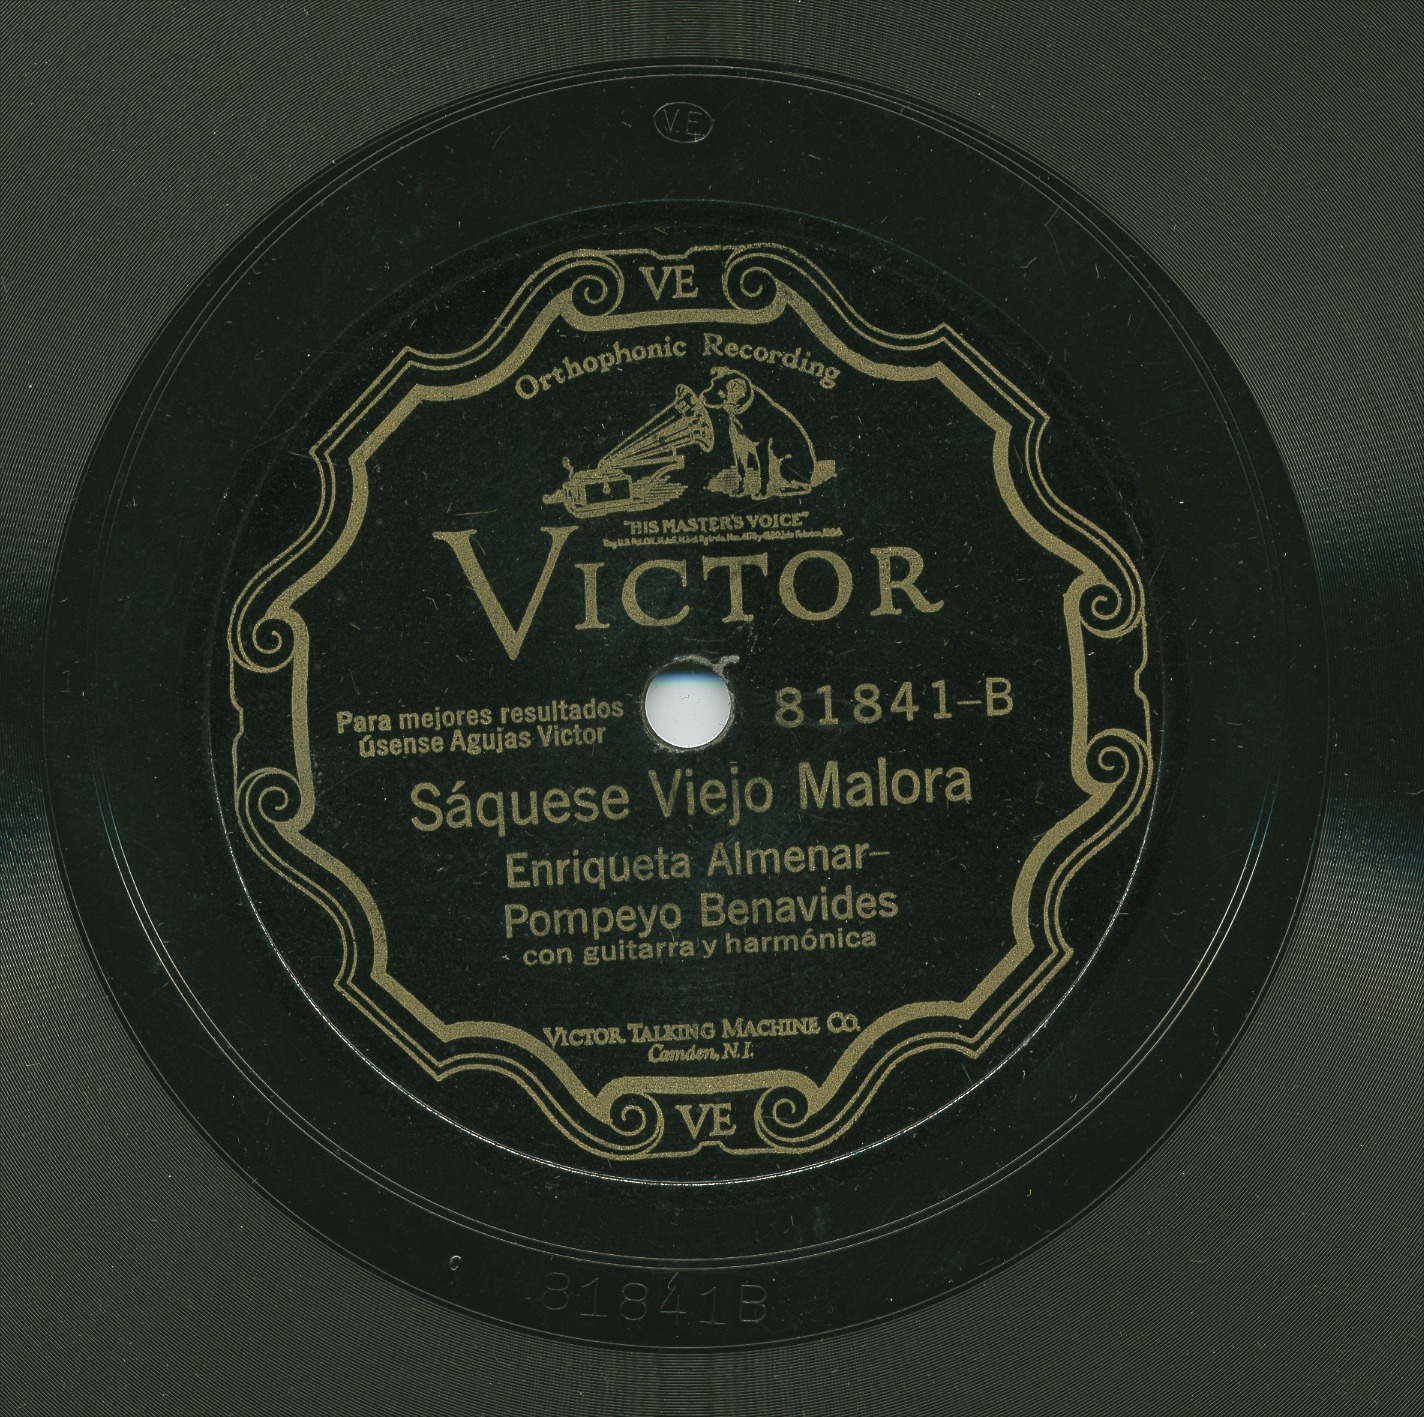 V.E.
VE
Orthophonic Recording
"HIS MASTER'S VOICE"
VICTOR
Para mejores resultados
úsense Agujas Victor
81841-B
Sáquese Viejo Malora
Enriqueta Almenar–
Pompeyo Benavides
con guitarra y harmónica
VICTOR TALKING MACHINE CO.
Camden, N.J.
VE
81841B